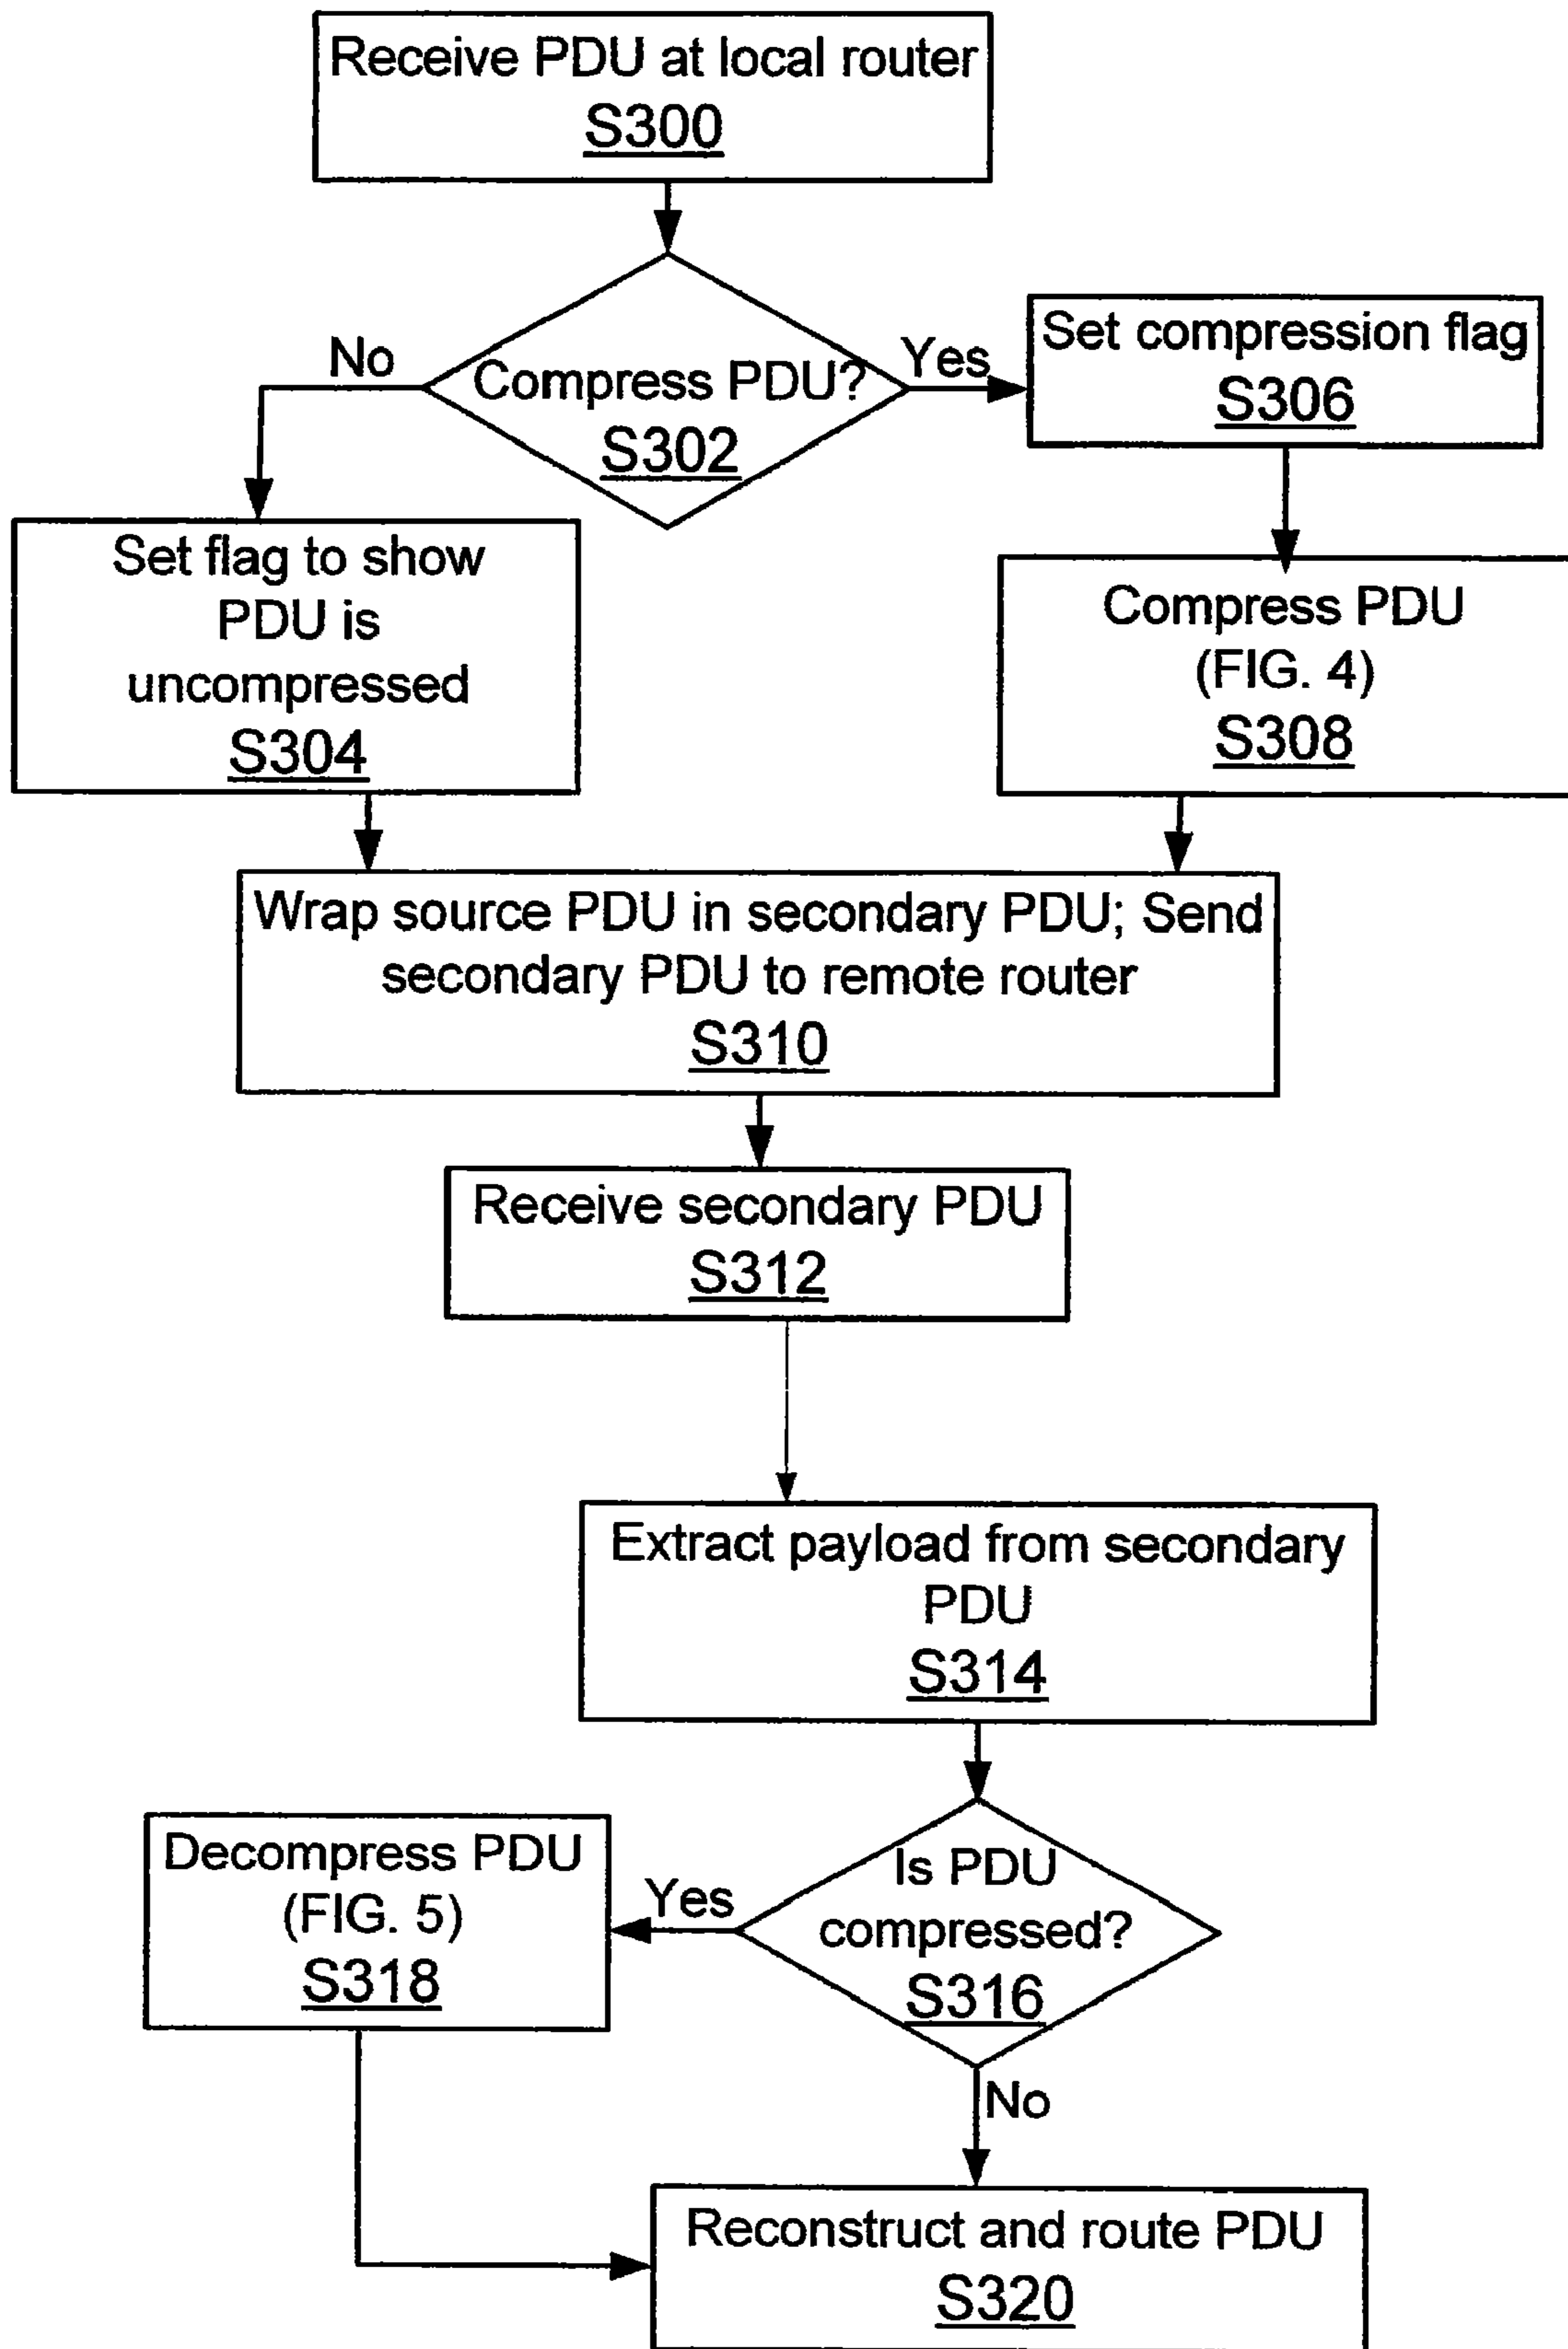 Receive PDU at local router
S300
No
Compress PDU?
S302
Yes
Set compression flag
S306
Set flag to show
PDU is
uncompressed
S304
Compress PDU
(FIG. 4)
S308
Wrap source PDU in secondary PDU; Send
secondary PDU to remote router
S310
Receive secondary PDU
S312
Extract payload from secondary
PDU
S314
Decompress PDU
(FIG. 5)
S318
Yes
Is PDU
compressed?
S316
No
Reconstruct and route PDU
S320